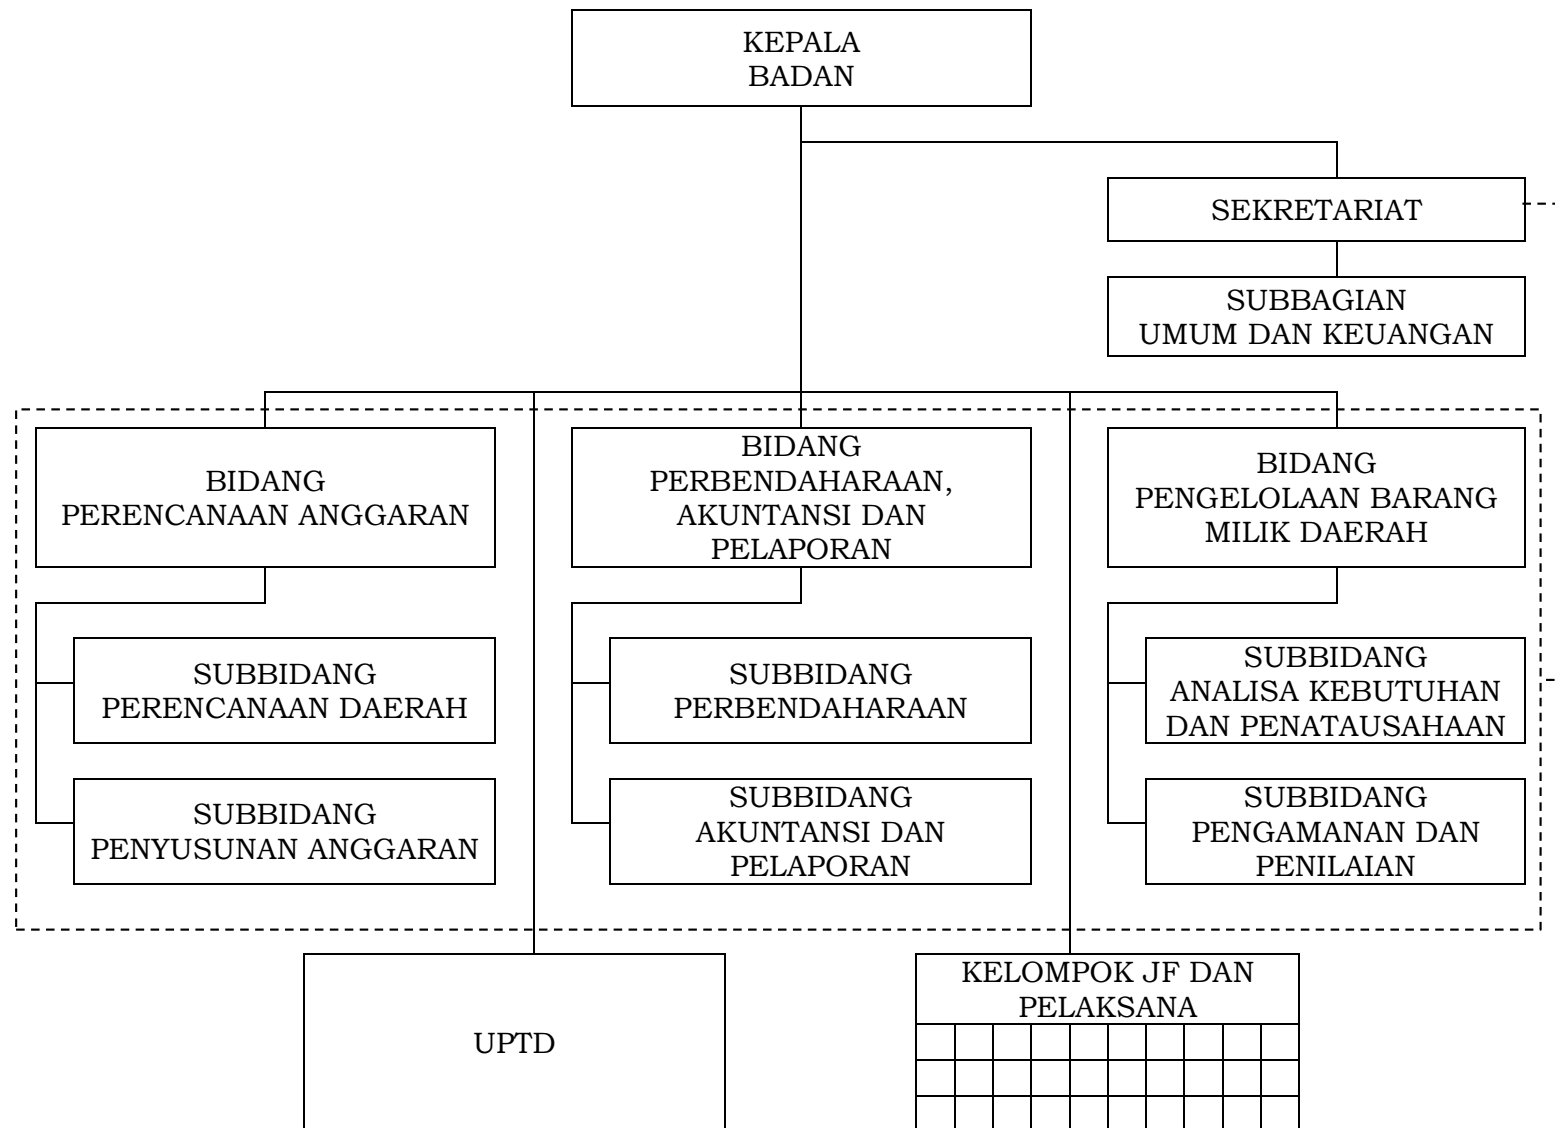 KEPALA
BADAN
SEKRETARIAT
SUBBAGIAN
UMUM DAN KEUANGAN
BIDANG
PERENCANAAN ANGGARAN
BIDANG
PERBENDAHARAAN,
AKUNTANSI DAN
PELAPORAN
BIDANG
PENGELOLAAN BARANG
MILIK DAERAH
SUBBIDANG
PERENCANAAN DAERAH
SUBBIDANG
PERBENDAHARAAN
SUBBIDANG
ANALISA KEBUTUHAN
DAN PENATAUSAHAAN
SUBBIDANG
PENYUSUNAN ANGGARAN
SUBBIDANG
AKUNTANSI DAN
PELAPORAN
SUBBIDANG
PENGAMANAN DAN
PENILAIAN
UPTD
KELOMPOK JF DAN
PELAKSANA